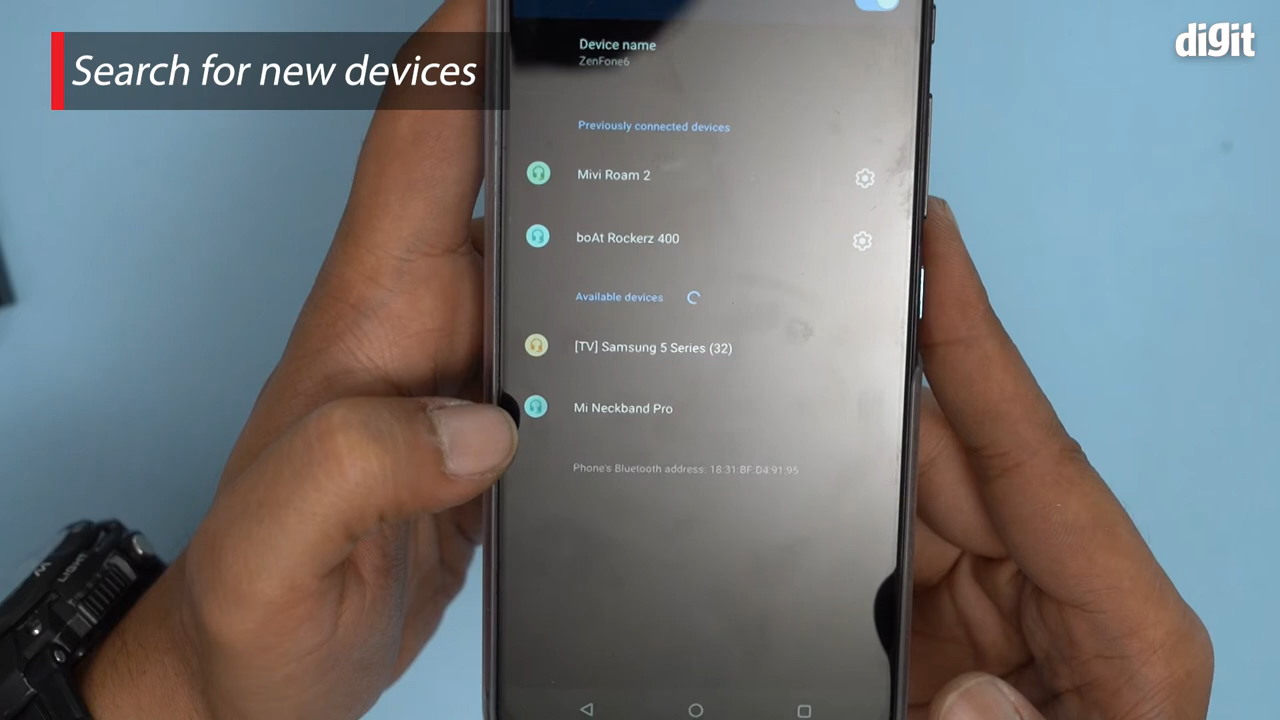 Search for new devices
digit
Device name
ZenFone6
Previously connected devices
Mivi Roam 2
boAt Rockerz 400
Available devices
[TV] Samsung 5 Series (32)
Mi Neckband Pro
Phone's Bluetooth address: 18:31:BF:D4:91:95
LIGHT